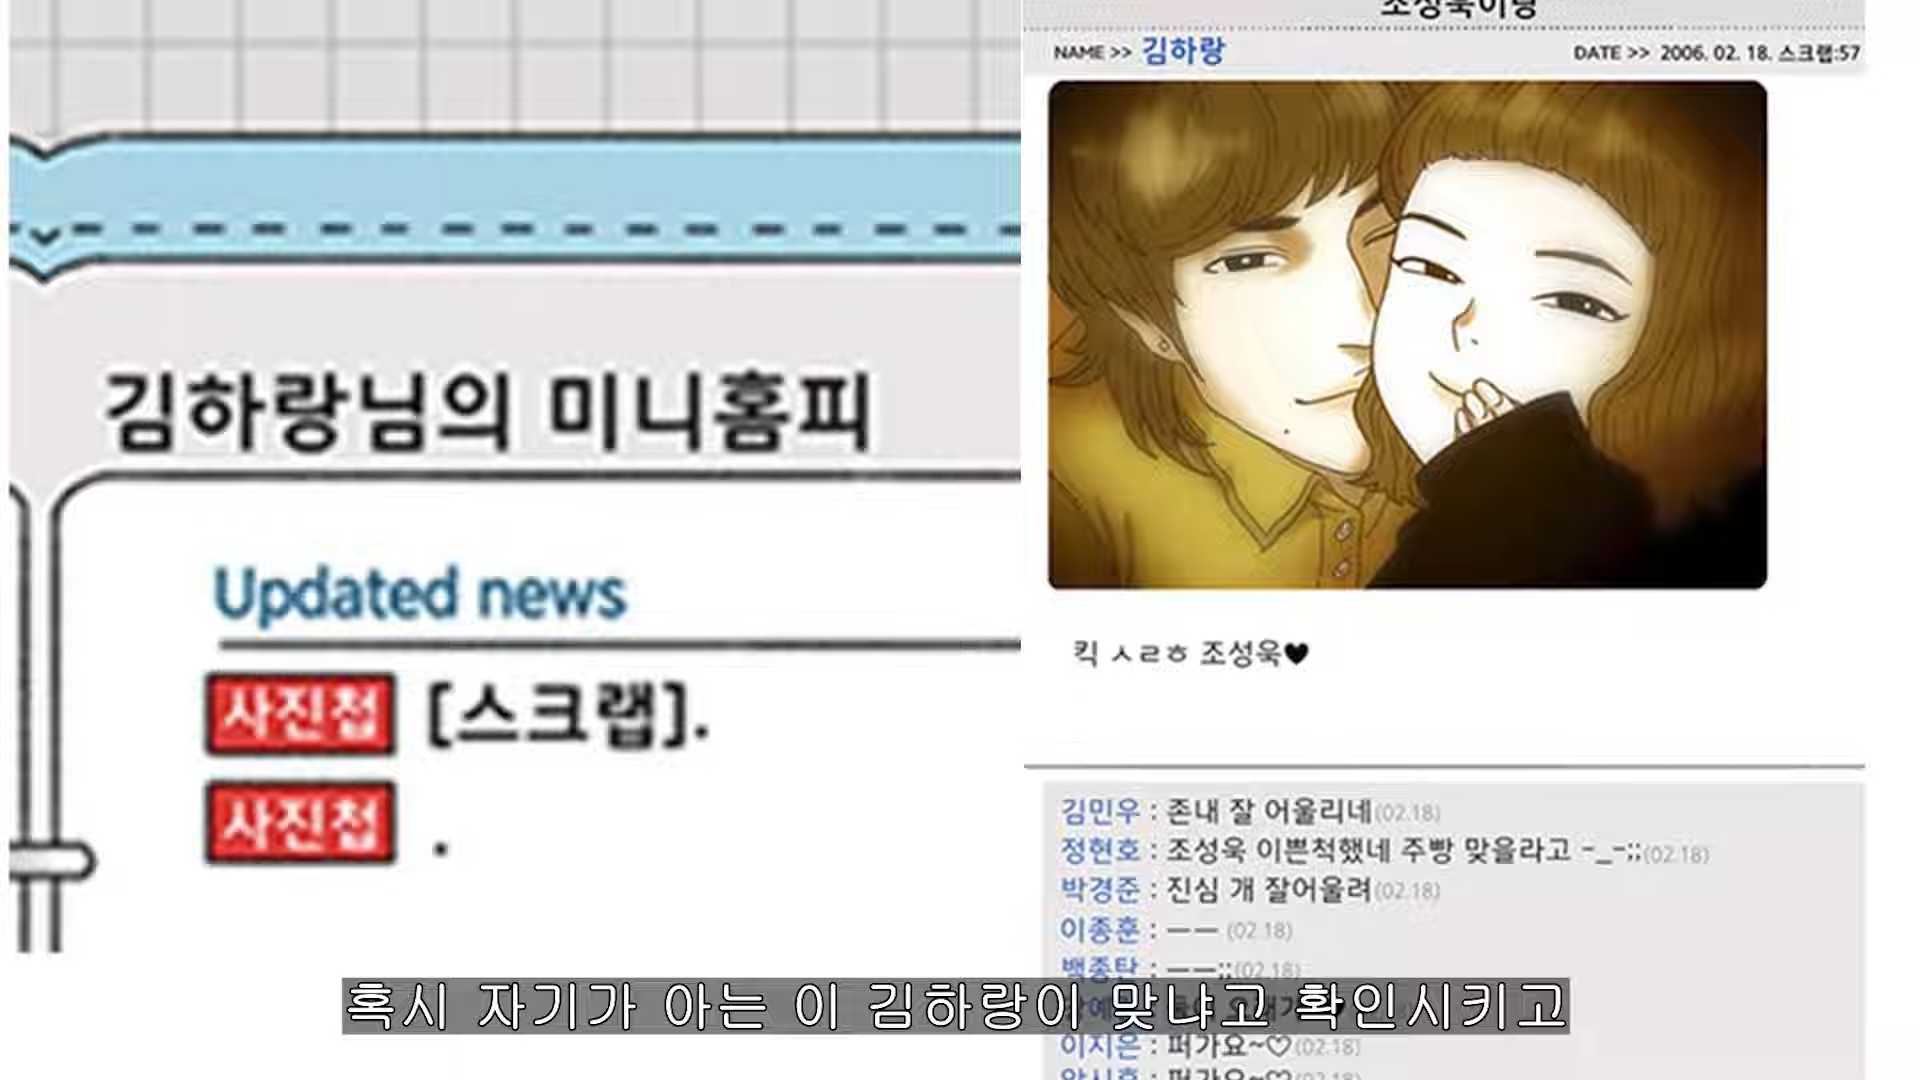 김하랑님의 미니홈피
Updated news
사진첩 [스크랩].
사진첩 .
조성욱이랑
NAME >> 김하랑
DATE >> 2006. 02. 18. 스크랩:57
킥 ㅅㄹㅎ 조성욱♥
김민우 : 존내 잘 어울리네(02.18)
정현호 : 조성욱 이쁜척했네 주빵 맞을라고 -_-;;(02.18)
박경준 : 진심 개 잘어울려(02.18)
이종훈 : ㅡㅡ (02.18)
백종탁 : ㅡㅡ;;(02.18)
이지은 : 퍼가요~♡(02.18)
: 퍼가요~♡(02.18)
혹시 자기가 아는 이 김하랑이 맞냐고 확인시키고